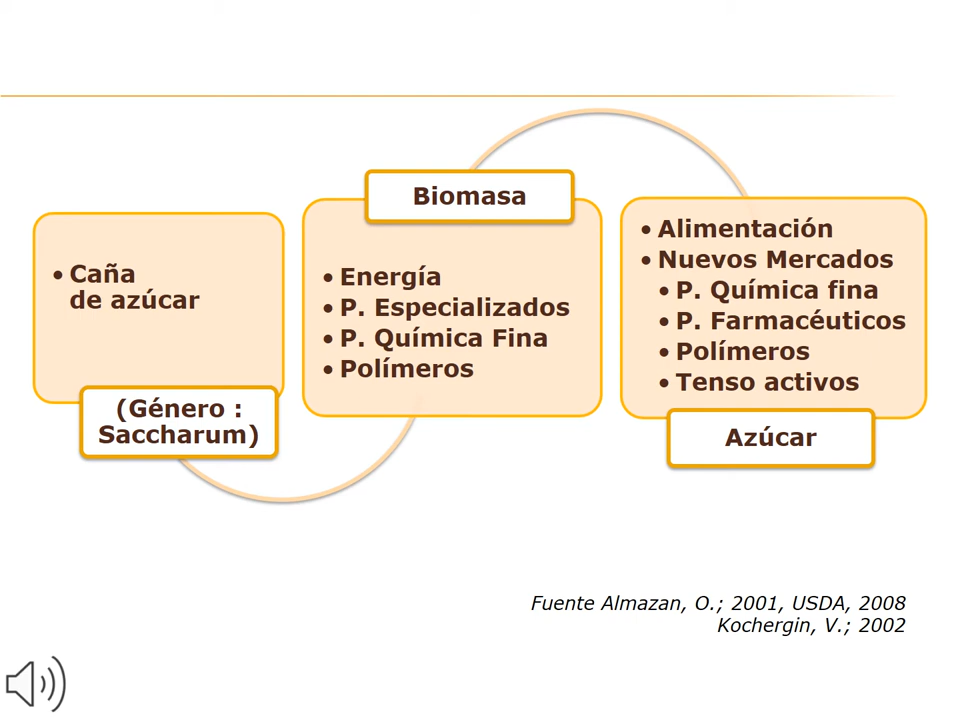 • Caña
de azúcar
(Género :
Saccharum)
Biomasa
• Energía
• P. Especializados
• P. Química Fina
• Polímeros
• Alimentación
• Nuevos Mercados
• P. Química fina
• P. Farmacéuticos
• Polímeros
• Tenso activos
Azúcar
Fuente Almazan, O.; 2001, USDA, 2008
Kochergin, V.; 2002